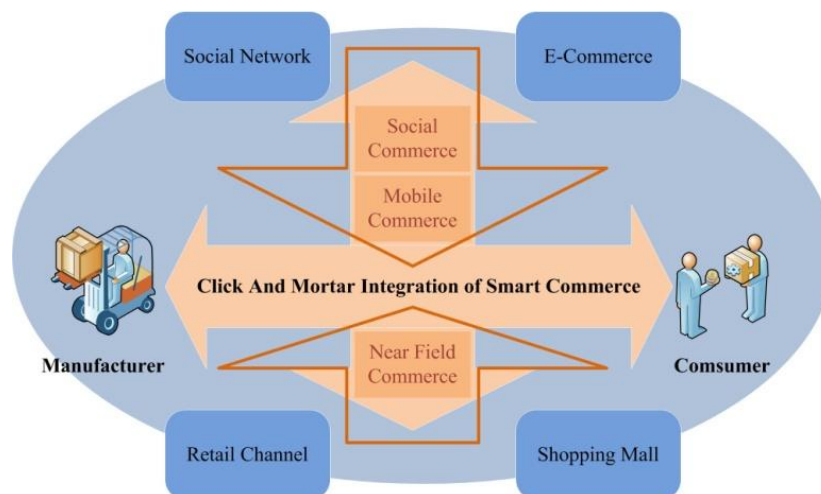 Social Network
E-Commerce
Social
Commerce
Mobile
Commerce
Click And Mortar Integration of Smart Commerce
Manufacturer
Near Field
Commerce
Comsumer
Retail Channel
Shopping Mall